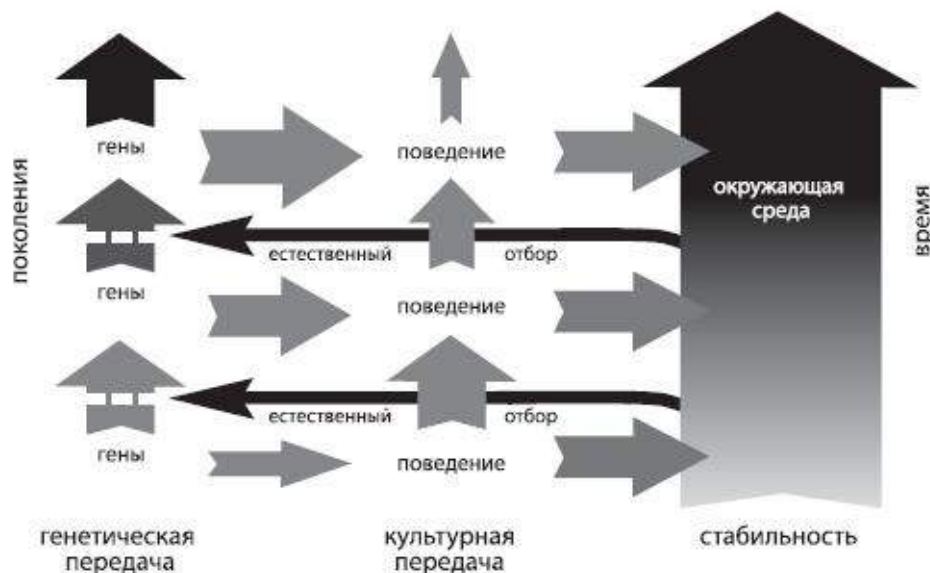 гены
поведение
поколения
окружающая
среда
время
естественный
отбор
гены
поведение
естественный
отбор
гены
поведение
генетическая
передача
культурная
передача
стабильность